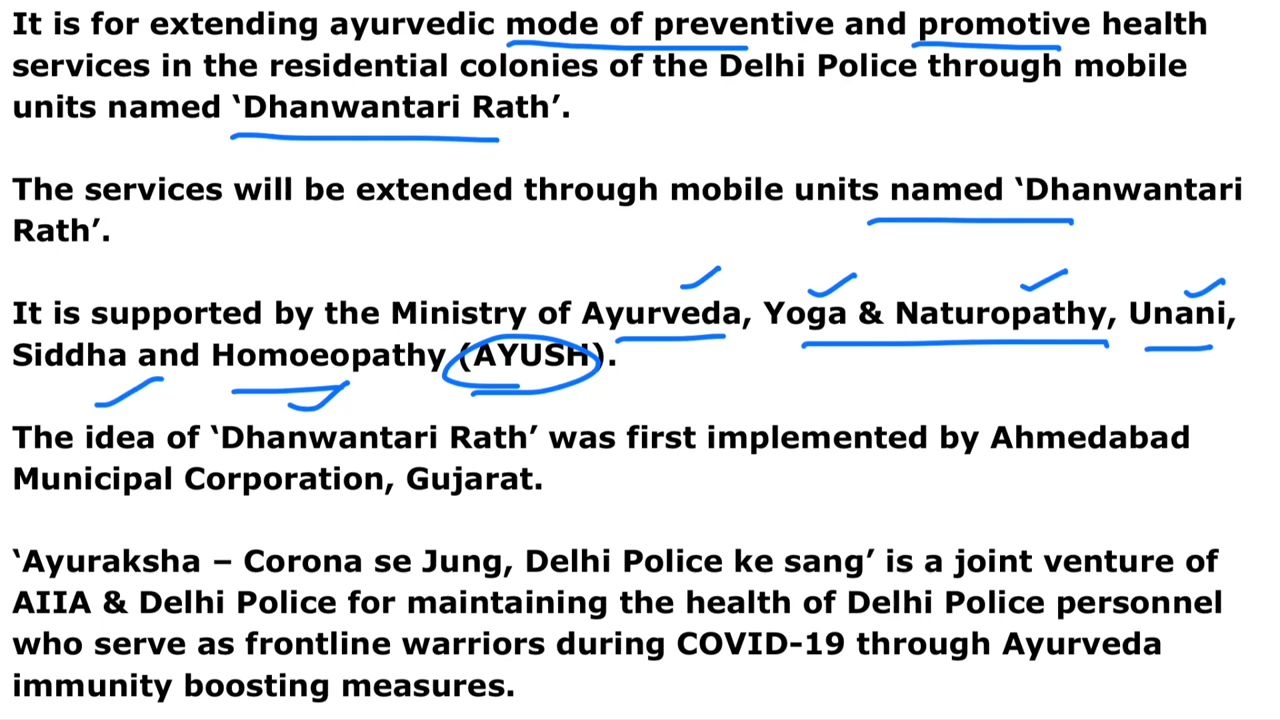 It is for extending ayurvedic mode of preventive and promotive health
services in the residential colonies of the Delhi Police through mobile
units named ‘Dhanwantari Rath’.
The services will be extended through mobile units named ‘Dhanwantari
Rath’.
It is supported by the Ministry of Ayurveda, Yoga & Naturopathy, Unani,
Siddha and Homoeopathy (AYUSH).
The idea of ‘Dhanwantari Rath’ was first implemented by Ahmedabad
Municipal Corporation, Gujarat.
‘Ayuraksha – Corona se Jung, Delhi Police ke sang’ is a joint venture of
AIIA & Delhi Police for maintaining the health of Delhi Police personnel
who serve as frontline warriors during COVID-19 through Ayurveda
immunity boosting measures.